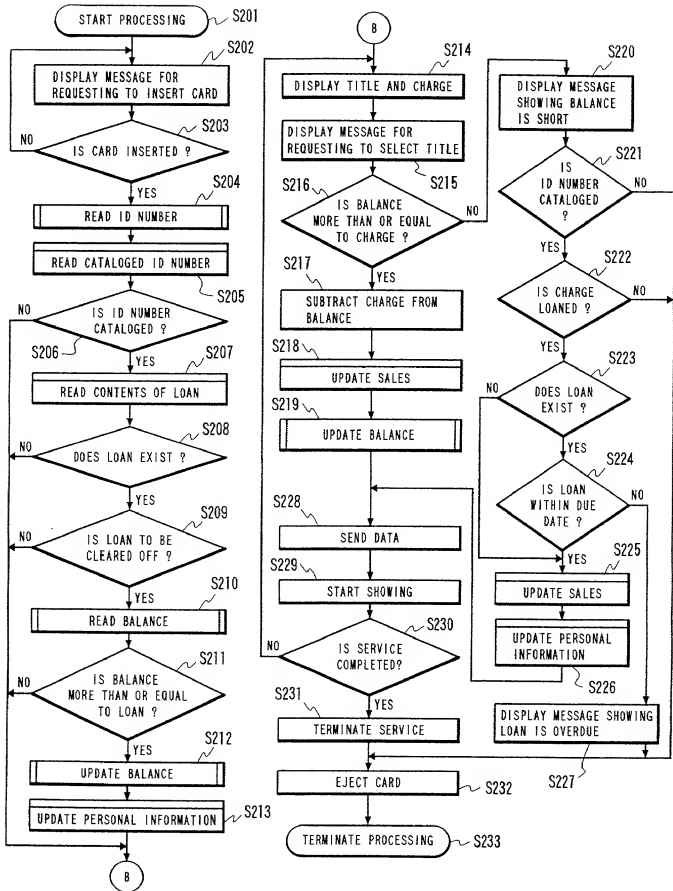 START PROCESSING
S201
S202
DISPLAY MESSAGE FOR
REQUESTING TO INSERT CARD
S203
NO
IS CARD INSERTED ?
YES
S204
READ ID NUMBER
READ CATALOGED ID NUMBER
S205
NO
IS ID NUMBER
CATALOGED ?
S206
YES
S207
READ CONTENTS OF LOAN
S208
NO
DOES LOAN EXIST ?
YES
S209
NO
IS LOAN TO BE
CLEARED OFF ?
YES
S210
READ BALANCE
S211
NO
IS BALANCE
MORE THAN OR EQUAL
TO LOAN ?
YES
S212
UPDATE BALANCE
UPDATE PERSONAL INFORMATION
S213
B
B
S214
DISPLAY TITLE AND CHARGE
DISPLAY MESSAGE FOR
REQUESTING TO SELECT TITLE
S215
S216
IS BALANCE
MORE THAN OR EQUAL
TO CHARGE ?
NO
YES
S217
SUBTRACT CHARGE FROM
BALANCE
S218
UPDATE SALES
S219
UPDATE BALANCE
S228
SEND DATA
S229
START SHOWING
S230
NO
IS SERVICE
COMPLETED?
YES
S231
TERMINATE SERVICE
EJECT CARD
S232
TERMINATE PROCESSING
S233
S220
DISPLAY MESSAGE
SHOWING BALANCE
IS SHORT
S221
IS
ID NUMBER
CATALOGED
?
NO
YES
S222
IS CHARGE
LOANED ?
NO
YES
S223
NO
DOES LOAN
EXIST ?
YES
S224
IS LOAN
WITHIN DUE
DATE ?
NO
YES
S225
UPDATE SALES
UPDATE PERSONAL
INFORMATION
S226
DISPLAY MESSAGE SHOWING
LOAN IS OVERDUE
S227